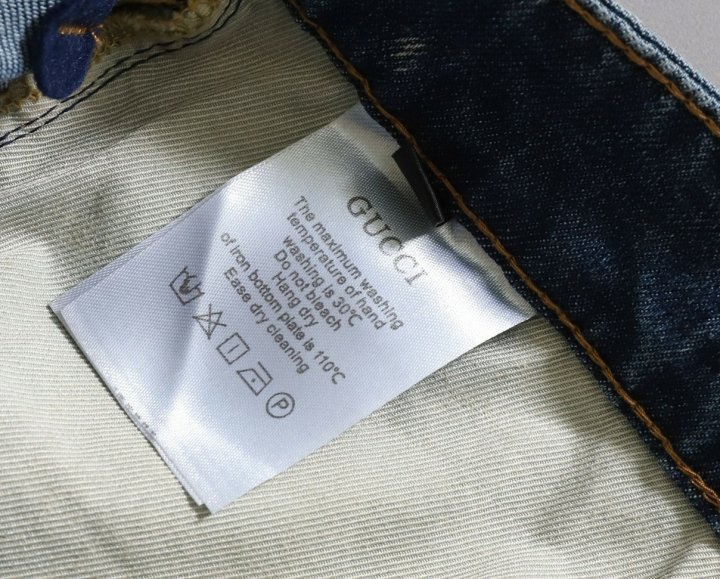 GUCCI
The maximum washing
temperature of hand
washing is 30℃
Do not bleach
Hang dry
of iron bottom plate is 110℃
Ease dry cleaning
P